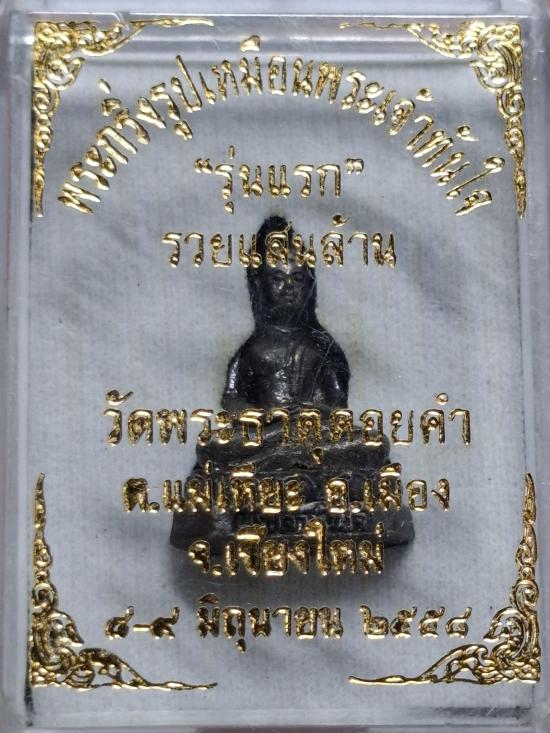 พระกริ่งรูปเหมือนพระเจ้าทันใจ
"รุ่นแรก"
รวยแสนล้าน
วัดพระธาตุดอยคำ
ต.แม่เหียะ อ.เมือง
จ.เชียงใหม่
๘-๙ มิถุนายน ๒๕๕๘